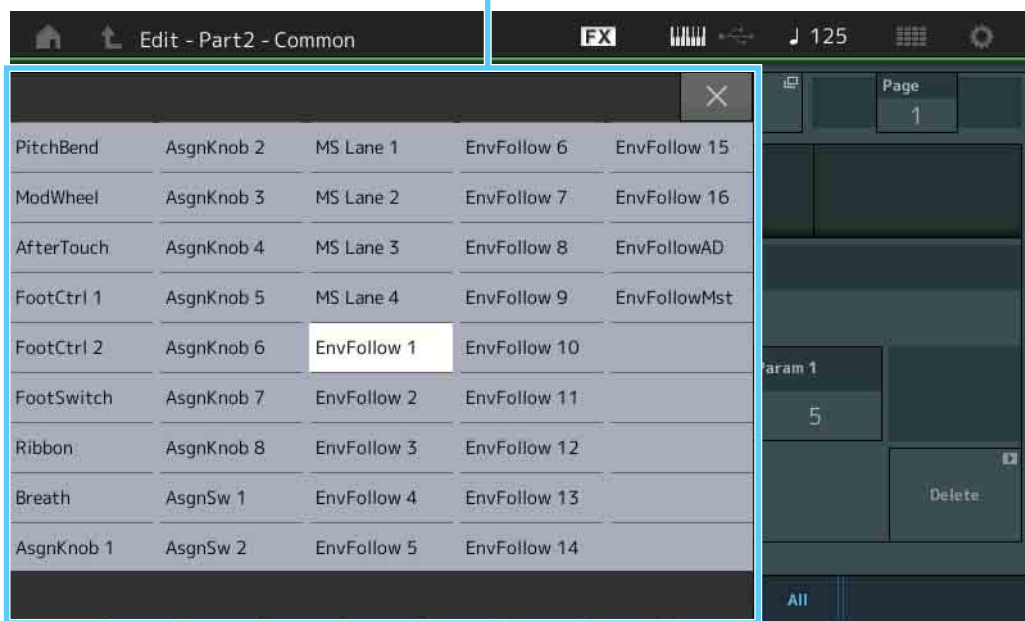 Edit - Part2 - Common FX ♩ 125
Page
1
PitchBend AsgnKnob 2 MS Lane 1 EnvFollow 6 EnvFollow 15
ModWheel AsgnKnob 3 MS Lane 2 EnvFollow 7 EnvFollow 16
AfterTouch AsgnKnob 4 MS Lane 3 EnvFollow 8 EnvFollowAD
FootCtrl 1 AsgnKnob 5 MS Lane 4 EnvFollow 9 EnvFollowMst
FootCtrl 2 AsgnKnob 6 EnvFollow 1 EnvFollow 10
Param 1
FootSwitch AsgnKnob 7 EnvFollow 2 EnvFollow 11
5
Ribbon AsgnKnob 8 EnvFollow 3 EnvFollow 12
Breath AsgnSw 1 EnvFollow 4 EnvFollow 13
Delete
AsgnKnob 1 AsgnSw 2 EnvFollow 5 EnvFollow 14
All